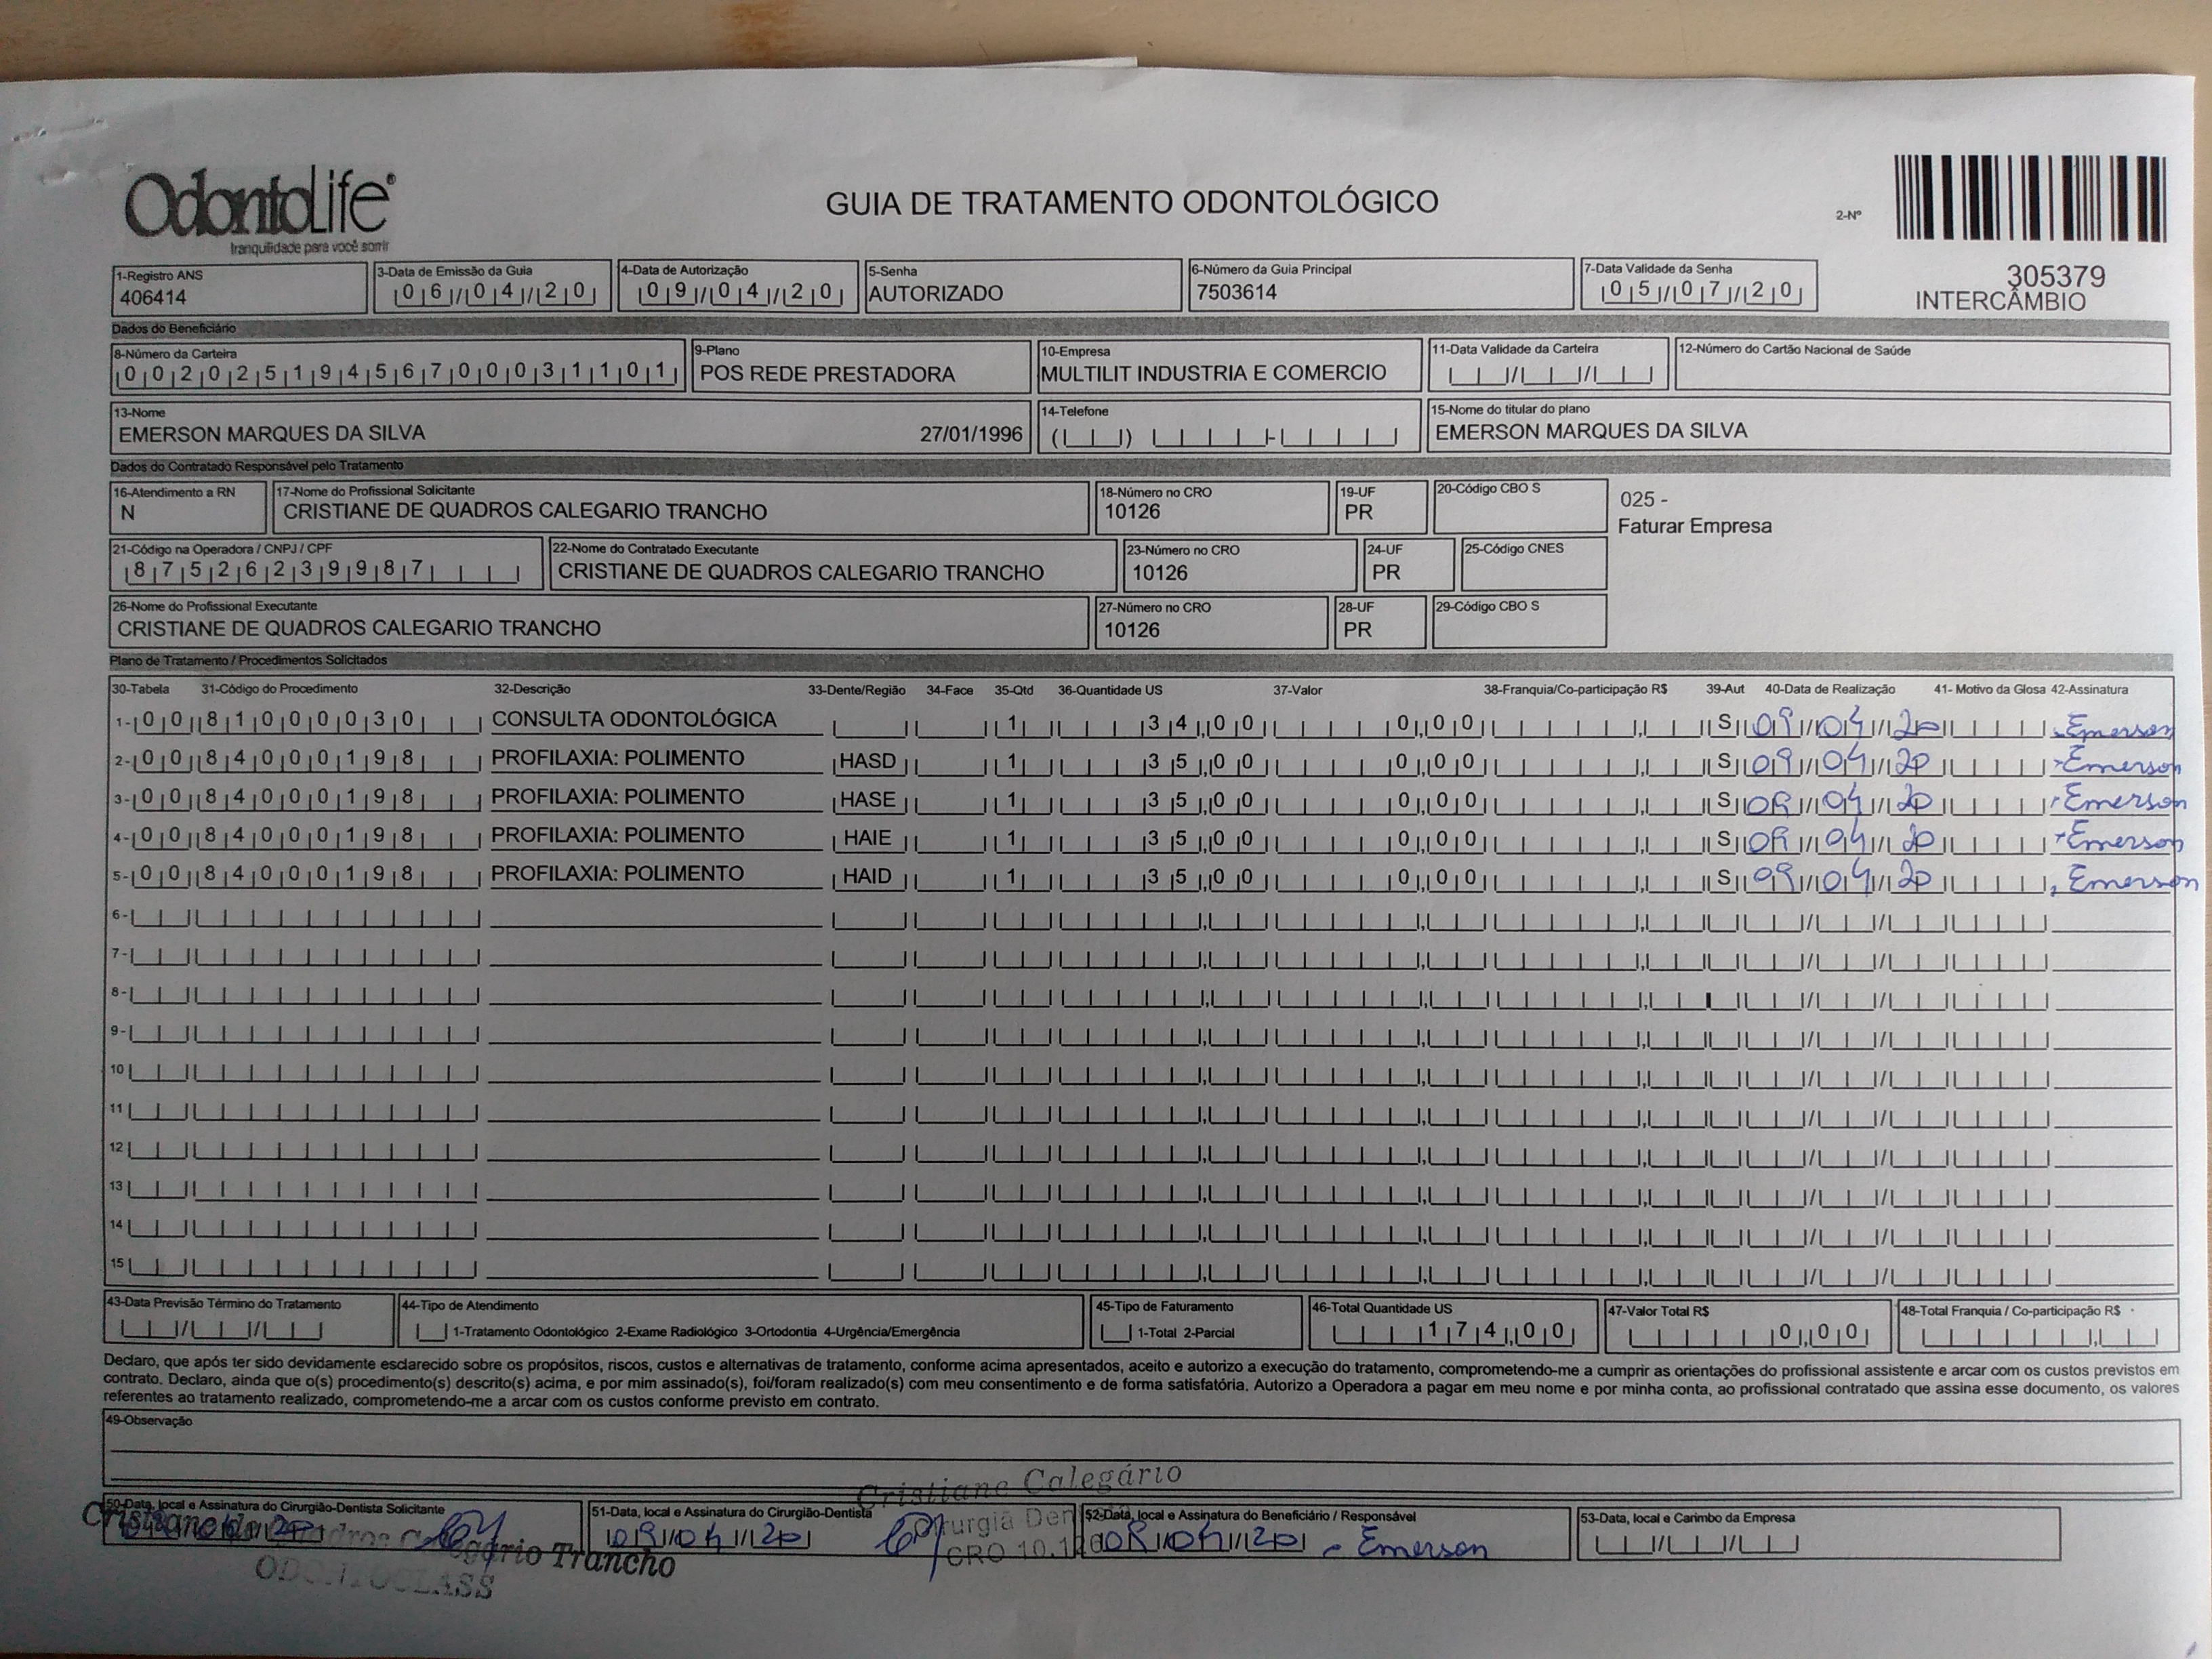 OdontoLife®
tranquilidade para você sorrir
GUIA DE TRATAMENTO ODONTOLÓGICO
2-Nº
305379
INTERCÂMBIO
1-Registro ANS 3-Data de Emissão da Guia 4-Data de Autorização 5-Senha 6-Número da Guia Principal 7-Data Validade da Senha
406414 06/04/20 09/04/20 AUTORIZADO 7503614 05/07/20
Dados do Beneficiário
8-Número da Carteira 9-Plano 10-Empresa 11-Data Validade da Carteira 12-Número do Cartão Nacional de Saúde
00202519456700031101 POS REDE PRESTADORA MULTILIT INDUSTRIA E COMERCIO
13-Nome 14-Telefone 15-Nome do titular do plano
EMERSON MARQUES DA SILVA 27/01/1996 EMERSON MARQUES DA SILVA
Dados do Contratado Responsável pelo Tratamento
16-Atendimento a RN 17-Nome do Profissional Solicitante 18-Número no CRO 19-UF 20-Código CBO S
N CRISTIANE DE QUADROS CALEGARIO TRANCHO 10126 PR
025 -
Faturar Empresa
21-Código na Operadora / CNPJ / CPF 22-Nome do Contratado Executante 23-Número no CRO 24-UF 25-Código CNES
87526239987 CRISTIANE DE QUADROS CALEGARIO TRANCHO 10126 PR
26-Nome do Profissional Executante 27-Número no CRO 28-UF 29-Código CBO S
CRISTIANE DE QUADROS CALEGARIO TRANCHO 10126 PR
Plano de Tratamento / Procedimentos Solicitados
30-Tabela 31-Código do Procedimento 32-Descrição 33-Dente/Região 34-Face 35-Qtd 36-Quantidade US 37-Valor 38-Franquia/Co-participação R$ 39-Aut 40-Data de Realização 41- Motivo da Glosa 42-Assinatura
1- 00 81000030 CONSULTA ODONTOLÓGICA 1 34,00 0,00 S 09/04/20 Emerson
2- 00 84000198 PROFILAXIA: POLIMENTO HASD 1 35,00 0,00 S 09/04/20 Emerson
3- 00 84000198 PROFILAXIA: POLIMENTO HASE 1 35,00 0,00 S 09/04/20 Emerson
4- 00 84000198 PROFILAXIA: POLIMENTO HAIE 1 35,00 0,00 S 09/04/20 Emerson
5- 00 84000198 PROFILAXIA: POLIMENTO HAID 1 35,00 0,00 S 09/04/20 Emerson
6-
7-
8-
9-
10
11
12
13
14
15
43-Data Previsão Término do Tratamento 44-Tipo de Atendimento 45-Tipo de Faturamento 46-Total Quantidade US 47-Valor Total R$ 48-Total Franquia / Co-participação R$
1-Tratamento Odontológico 2-Exame Radiológico 3-Ortodontia 4-Urgência/Emergência 1-Total 2-Parcial 174,00 0,00
Declaro, que após ter sido devidamente esclarecido sobre os propósitos, riscos, custos e alternativas de tratamento, conforme acima apresentados, aceito e autorizo a execução do tratamento, comprometendo-me a cumprir as orientações do profissional assistente e arcar com os custos previstos em
contrato. Declaro, ainda que o(s) procedimento(s) descrito(s) acima, e por mim assinado(s), foi/foram realizado(s) com meu consentimento e de forma satisfatória. Autorizo a Operadora a pagar em meu nome e por minha conta, ao profissional contratado que assina esse documento, os valores
referentes ao tratamento realizado, comprometendo-me a arcar com os custos conforme previsto em contrato.
49-Observação
Cristiane Calegário
50-Data, local e Assinatura do Cirurgião-Dentista Solicitante 51-Data, local e Assinatura do Cirurgião-Dentista 52-Data, local e Assinatura do Beneficiário / Responsável 53-Data, local e Carimbo da Empresa
Cristiane de Quadros Calegário Trancho
09/04/20 09/04/20 09/04/20 Emerson
ODONTOCLASS